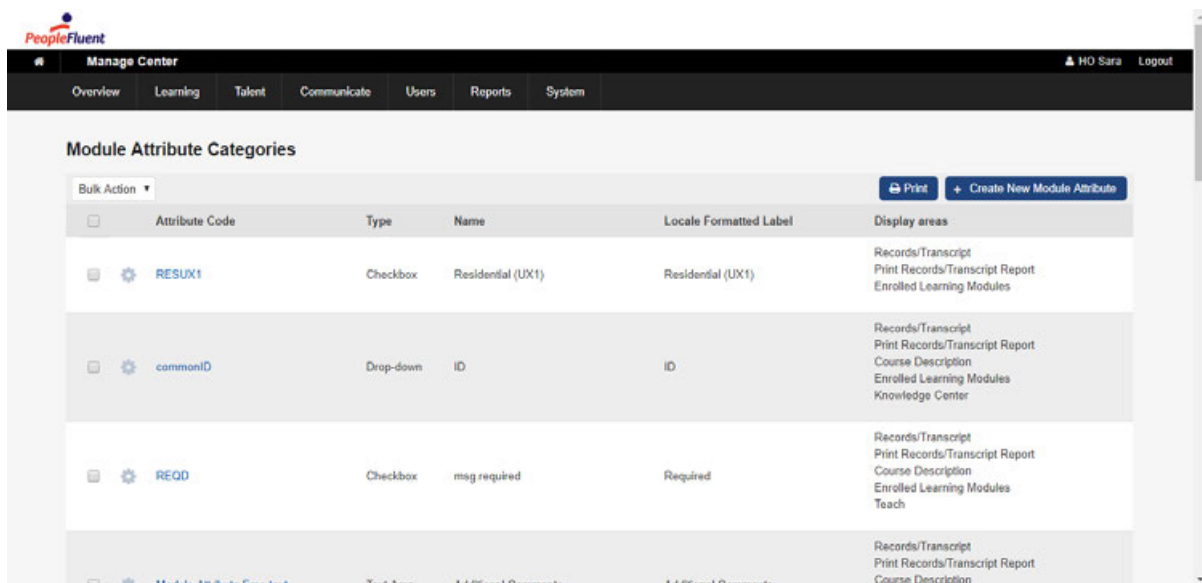 PeopleFluent
Manage Center HO Sara Logout
Overview Learning Talent Communicate Users Reports System
Module Attribute Categories
Bulk Action Print + Create New Module Attribute
Attribute Code Type Name Locale Formatted Label Display areas
RESUX1 Checkbox Residential (UX1) Residential (UX1)
Records/Transcript
Print Records/Transcript Report
Enrolled Learning Modules
commonID Drop-down ID ID
Records/Transcript
Print Records/Transcript Report
Course Description
Enrolled Learning Modules
Knowledge Center
REQD Checkbox msg.required Required
Records/Transcript
Print Records/Transcript Report
Course Description
Enrolled Learning Modules
Teach
Records/Transcript
Print Records/Transcript Report
Course Description